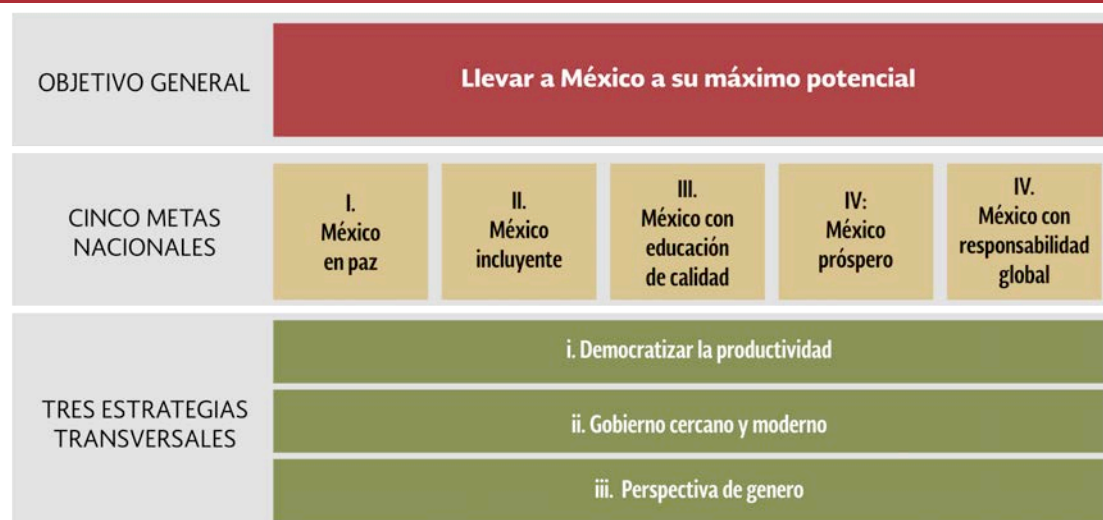 OBJETIVO GENERAL
Llevar a México a su máximo potencial
CINCO METAS
NACIONALES
I.
México
en paz
II.
México
incluyente
III.
México con
educación
de calidad
IV:
México
próspero
IV.
México con
responsabilidad
global
TRES ESTRATEGIAS
TRANSVERSALES
i. Democratizar la productividad
ii. Gobierno cercano y moderno
iii. Perspectiva de genero